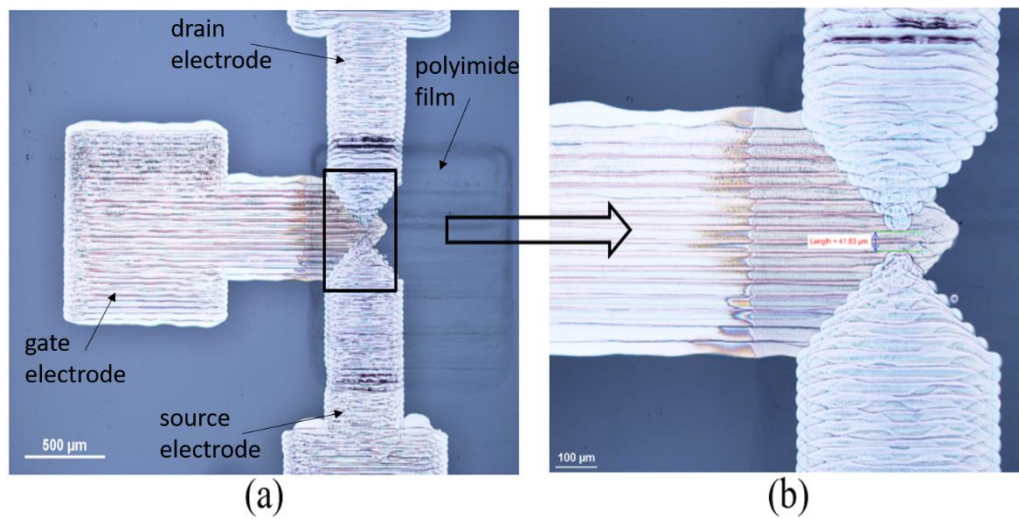 drain
electrode
polyimide
film
gate
electrode
source
electrode
500 µm
(a)
Length = 41.63 µm
100 µm
(b)